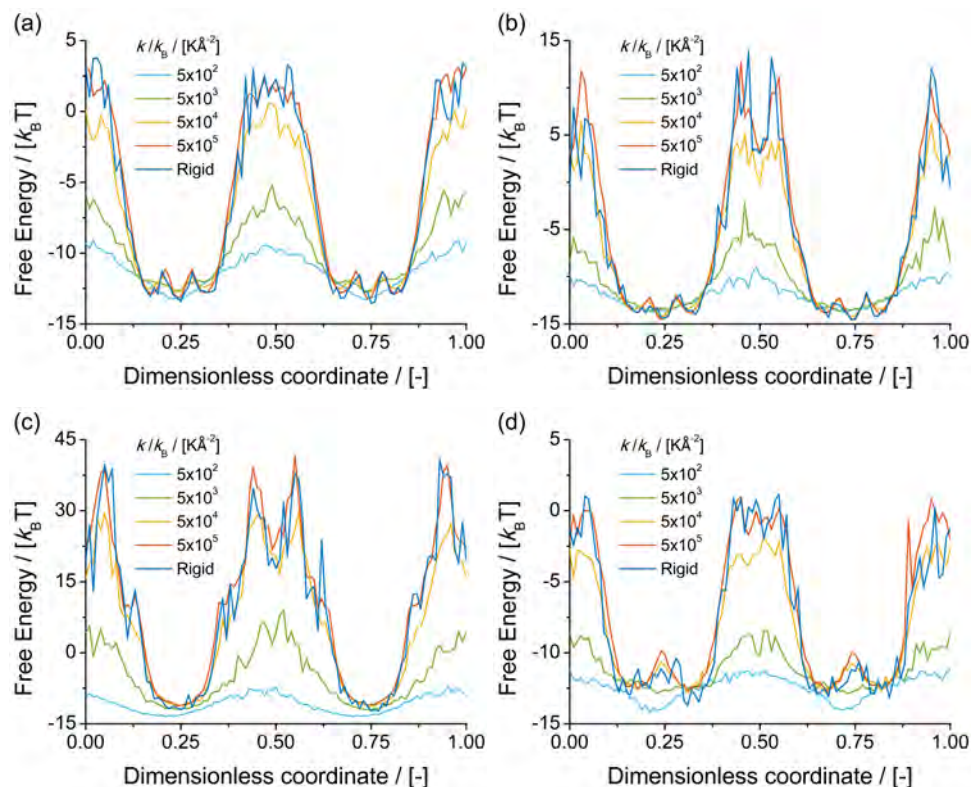 (a)
k/kB / [KÅ⁻²]
5x10²
5x10³
5x10⁴
5x10⁵
Rigid
5
0
-5
-10
-15
Free Energy / [kBT]
0.00 0.25 0.50 0.75 1.00
Dimensionless coordinate / [-]
(b)
k/kB / [KÅ⁻²]
5x10²
5x10³
5x10⁴
5x10⁵
Rigid
15
5
-5
-15
Free Energy / [kBT]
0.00 0.25 0.50 0.75 1.00
Dimensionless coordinate / [-]
(c)
k/kB / [KÅ⁻²]
5x10²
5x10³
5x10⁴
5x10⁵
Rigid
45
30
15
0
-15
Free Energy / [kBT]
0.00 0.25 0.50 0.75 1.00
Dimensionless coordinate / [-]
(d)
k/kB / [KÅ⁻²]
5x10²
5x10³
5x10⁴
5x10⁵
Rigid
5
0
-5
-10
-15
Free Energy / [kBT]
0.00 0.25 0.50 0.75 1.00
Dimensionless coordinate / [-]